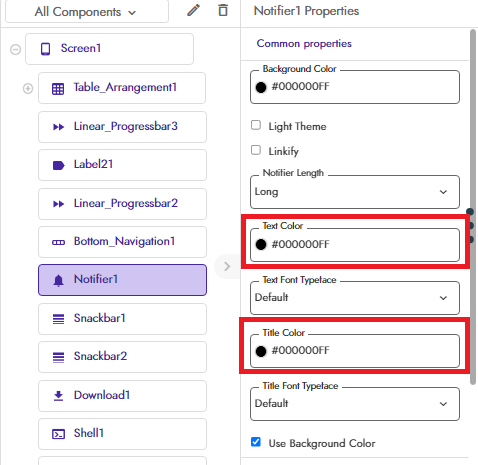 All Components
Screen1
Table_Arrangement1
Linear_Progressbar3
Label21
Linear_Progressbar2
Bottom_Navigation1
Notifier1
Snackbar1
Snackbar2
Download1
Shell1
Notifier1 Properties
Common properties
Background Color
#000000FF
Light Theme
Linkify
Notifier Length
Long
Text Color
#000000FF
Text Font Typeface
Default
Title Color
#000000FF
Title Font Typeface
Default
Use Background Color